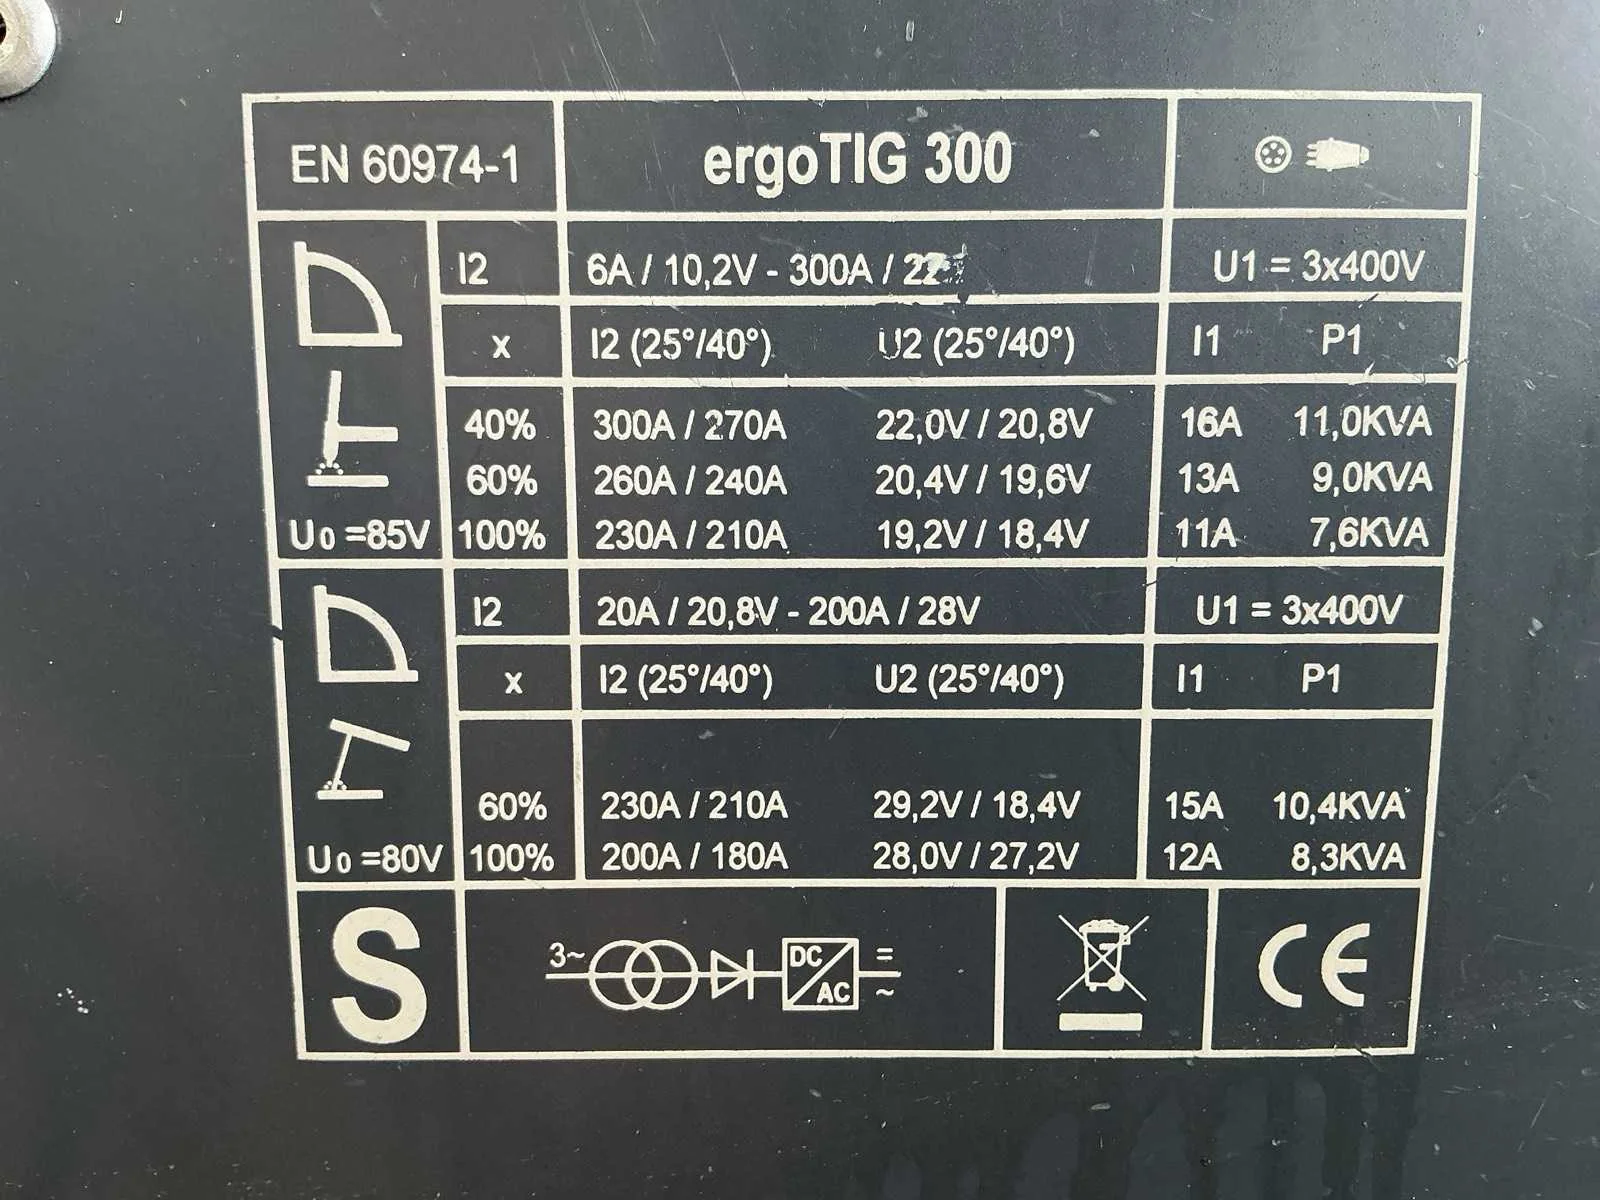 EN 60974-1 ergoTIG 300
I2 6A / 10,2V - 300A / 22 U1 = 3x400V
x I2 (25°/40°) U2 (25°/40°) I1 P1
40% 300A / 270A 22,0V / 20,8V 16A 11,0KVA
60% 260A / 240A 20,4V / 19,6V 13A 9,0KVA
U0 =85V 100% 230A / 210A 19,2V / 18,4V 11A 7,6KVA
I2 20A / 20,8V - 200A / 28V U1 = 3x400V
x I2 (25°/40°) U2 (25°/40°) I1 P1
60% 230A / 210A 29,2V / 18,4V 15A 10,4KVA
U0 =80V 100% 200A / 180A 28,0V / 27,2V 12A 8,3KVA
S 3~ DC AC = ~ CE